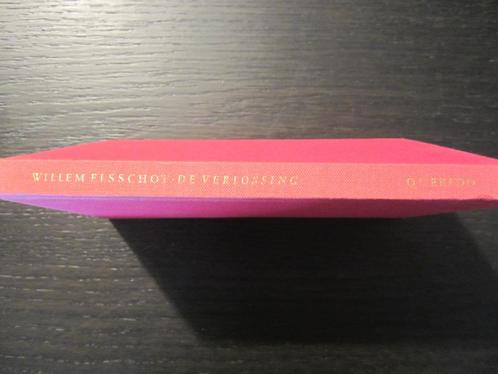 WILLEM ELSSCHOT · DE VERLOSSING QUERIDO